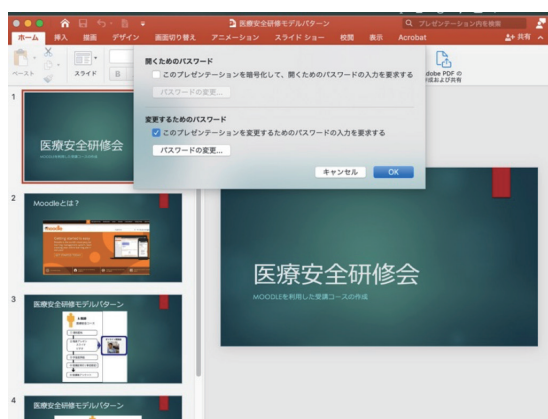 医療安全研修モデルパターン
プレゼンテーション内を検索
ホーム 挿入 描画 デザイン 画面切り替え アニメーション スライド ショー 校閲 表示 Acrobat 共有
ペースト
スライド
B
開くためのパスワード
このプレゼンテーションを暗号化して、開くためのパスワードの入力を要求する
パスワードの変更...
変更するためのパスワード
このプレゼンテーションを変更するためのパスワードの入力を要求する
パスワードの変更...
キャンセル OK
dobe PDF の
成および共有
1
医療安全研修会
2
Moodleとは？
3
医療安全研修モデルパターン
4
医療安全研修モデルパターン
医療安全研修会
MOODLEを利用した受講コースの作成